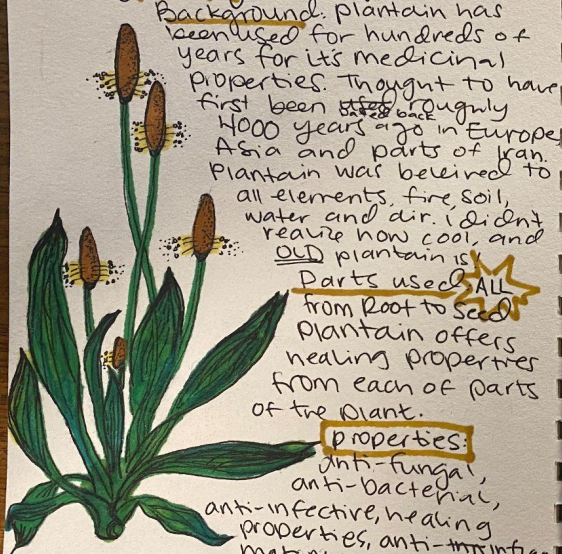 Background: plantain has
been used for hundreds of
years for it's medicinal
properties. Thought to have
first been dated back roughly
4000 years ago in Europe,
Asia and parts of Iran.
Plantain was beleived to
all elements, fire, soil,
water and air. I didnt
realize how cool, and
OLD plantain is!
Parts used ALL
from Root to Seed
Plantain offers
healing properties
from each of parts
of the plant.
properties:
anti-fungal,
anti-bacterial,
anti-infective, healing
properties, anti-